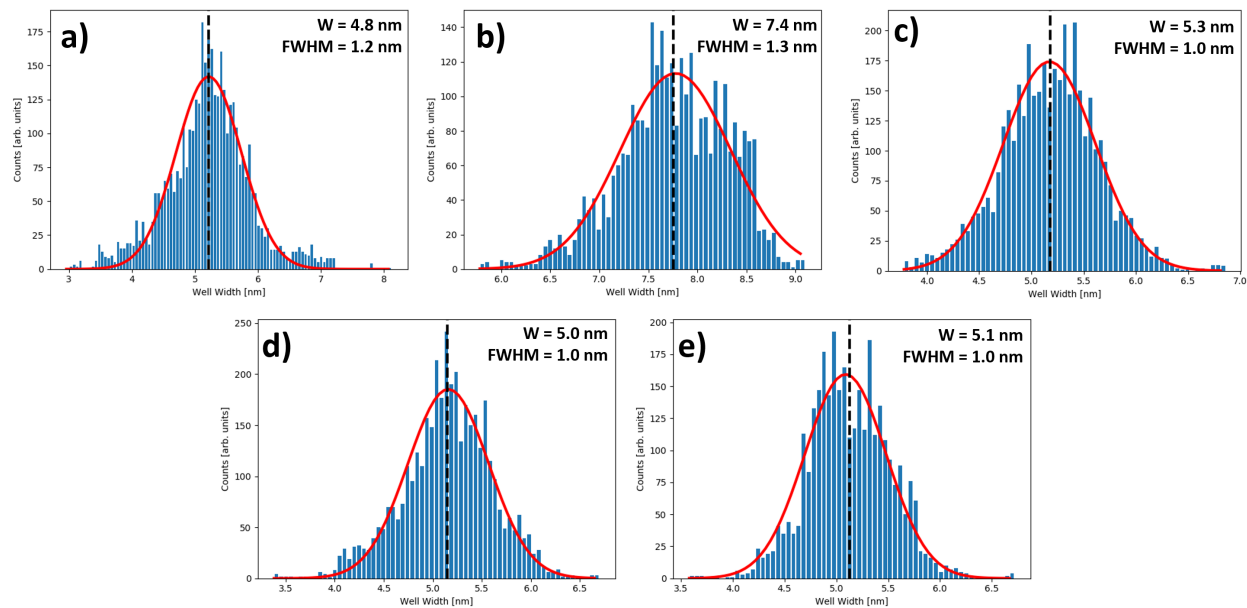 a)
W = 4.8 nm
FWHM = 1.2 nm
175
150
125
100
75
50
25
0
Counts [arb. units]
3
4
5
6
7
8
Well Width [nm]
b)
W = 7.4 nm
FWHM = 1.3 nm
140
120
100
80
60
40
20
0
Counts [arb. units]
6.0
6.5
7.0
7.5
8.0
8.5
9.0
Well Width [nm]
c)
W = 5.3 nm
FWHM = 1.0 nm
200
175
150
125
100
75
50
25
0
Counts [arb. units]
4.0
4.5
5.0
5.5
6.0
6.5
7.0
Well Width [nm]
d)
W = 5.0 nm
FWHM = 1.0 nm
250
200
150
100
50
0
Counts [arb. units]
3.5
4.0
4.5
5.0
5.5
6.0
6.5
Well Width [nm]
e)
W = 5.1 nm
FWHM = 1.0 nm
200
175
150
125
100
75
50
25
0
Counts [arb. units]
3.5
4.0
4.5
5.0
5.5
6.0
6.5
Well Width [nm]